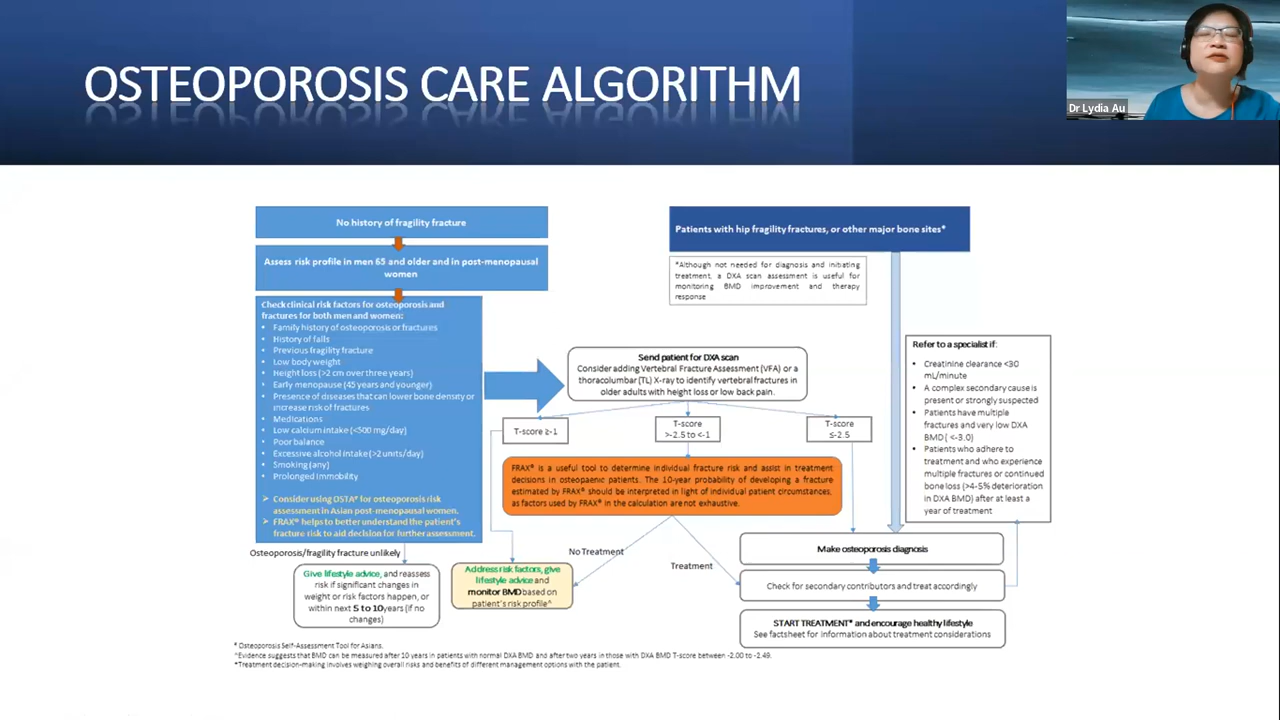 OSTEOPOROSIS CARE ALGORITHM
Dr Lydia Au
No history of fragility fracture
Assess risk profile in men 65 and older and in post-menopausal
women
Check clinical risk factors for osteoporosis and
fractures for both men and women:
• Family history of osteoporosis or fractures
• History of falls
• Previous fragility fracture
• Low body weight
• Height loss (>2 cm over three years)
• Early menopause (45 years and younger)
• Presence of diseases that can lower bone density or
increase risk of fractures
• Medications
• Low calcium intake (<500 mg/day)
• Poor balance
• Excessive alcohol intake (>2 units/day)
• Smoking (any)
• Prolonged immobility
➢ Consider using OSTA# for osteoporosis risk
assessment in Asian post-menopausal women.
➢ FRAX® helps to better understand the patient's
fracture risk to aid decision for further assessment.
Osteoporosis/fragility fracture unlikely
Give lifestyle advice, and reassess
risk if significant changes in
weight or risk factors happen, or
within next 5 to 10 years (if no
changes)
Patients with hip fragility fractures, or other major bone sites*
*Although not needed for diagnosis and initiating
treatment, a DXA scan assessment is useful for
monitoring BMD improvement and therapy
response
Send patient for DXA scan
Consider adding Vertebral Fracture Assessment (VFA) or a
thoracolumbar (TL) X-ray to identify vertebral fractures in
older adults with height loss or low back pain.
T-score ≥-1
T-score
>-2.5 to <-1
T-score
≤-2.5
FRAX® is a useful tool to determine individual fracture risk and assist in treatment
decisions in osteopaenic patients. The 10-year probability of developing a fracture
estimated by FRAX® should be interpreted in light of individual patient circumstances,
as factors used by FRAX® in the calculation are not exhaustive.
No Treatment
Treatment
Address risk factors, give
lifestyle advice and
monitor BMD based on
patient's risk profile^
Refer to a specialist if:
• Creatinine clearance <30
mL/minute
• A complex secondary cause is
present or strongly suspected
• Patients have multiple
fractures and very low DXA
BMD ( <-3.0)
• Patients who adhere to
treatment and who experience
multiple fractures or continued
bone loss (>4-5% deterioration
in DXA BMD) after at least a
year of treatment
Make osteoporosis diagnosis
Check for secondary contributors and treat accordingly
START TREATMENT* and encourage healthy lifestyle
See factsheet for information about treatment considerations
# Osteoporosis Self-Assessment Tool for Asians.
^Evidence suggests that BMD can be measured after 10 years in patients with normal DXA BMD and after two years in those with DXA BMD T-score between -2.00 to -2.49.
*Treatment decision-making involves weighing overall risks and benefits of different management options with the patient.